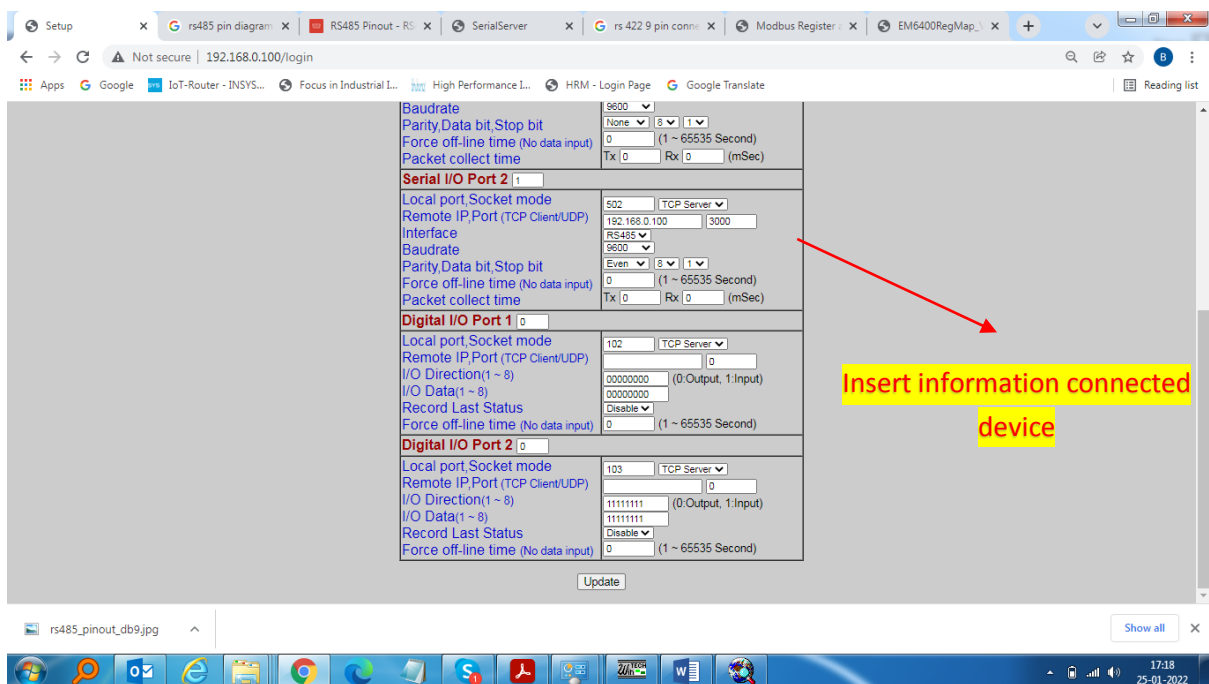 Setup
rs485 pin diagram
RS485 Pinout - RS
SerialServer
rs 422 9 pin conne
Modbus Register
EM6400RegMap_
Not secure | 192.168.0.100/login
B
Apps Google IoT-Router - INSYS... Focus in Industrial I... High Performance I... HRM - Login Page Google Translate Reading list
Baudrate 9600
Parity,Data bit,Stop bit None 8 1
Force off-line time (No data input) 0 (1 ~ 65535 Second)
Packet collect time Tx 0 Rx 0 (mSec)
Serial I/O Port 2 1
Local port,Socket mode 502 TCP Server
Remote IP,Port (TCP Client/UDP) 192.168.0.100 3000
Interface RS485
Baudrate 9600
Parity,Data bit,Stop bit Even 8 1
Force off-line time (No data input) 0 (1 ~ 65535 Second)
Packet collect time Tx 0 Rx 0 (mSec)
Digital I/O Port 1 0
Local port,Socket mode 102 TCP Server
Remote IP,Port (TCP Client/UDP) 0
I/O Direction(1 ~ 8) 00000000 (0:Output, 1:Input)
I/O Data(1 ~ 8) 00000000
Record Last Status Disable
Force off-line time (No data input) 0 (1 ~ 65535 Second)
Digital I/O Port 2 0
Local port,Socket mode 103 TCP Server
Remote IP,Port (TCP Client/UDP) 0
I/O Direction(1 ~ 8) 11111111 (0:Output, 1:Input)
I/O Data(1 ~ 8) 11111111
Record Last Status Disable
Force off-line time (No data input) 0 (1 ~ 65535 Second)
Update
Insert information connected
device
rs485_pinout_db9.jpg
Show all
17:18
25-01-2022